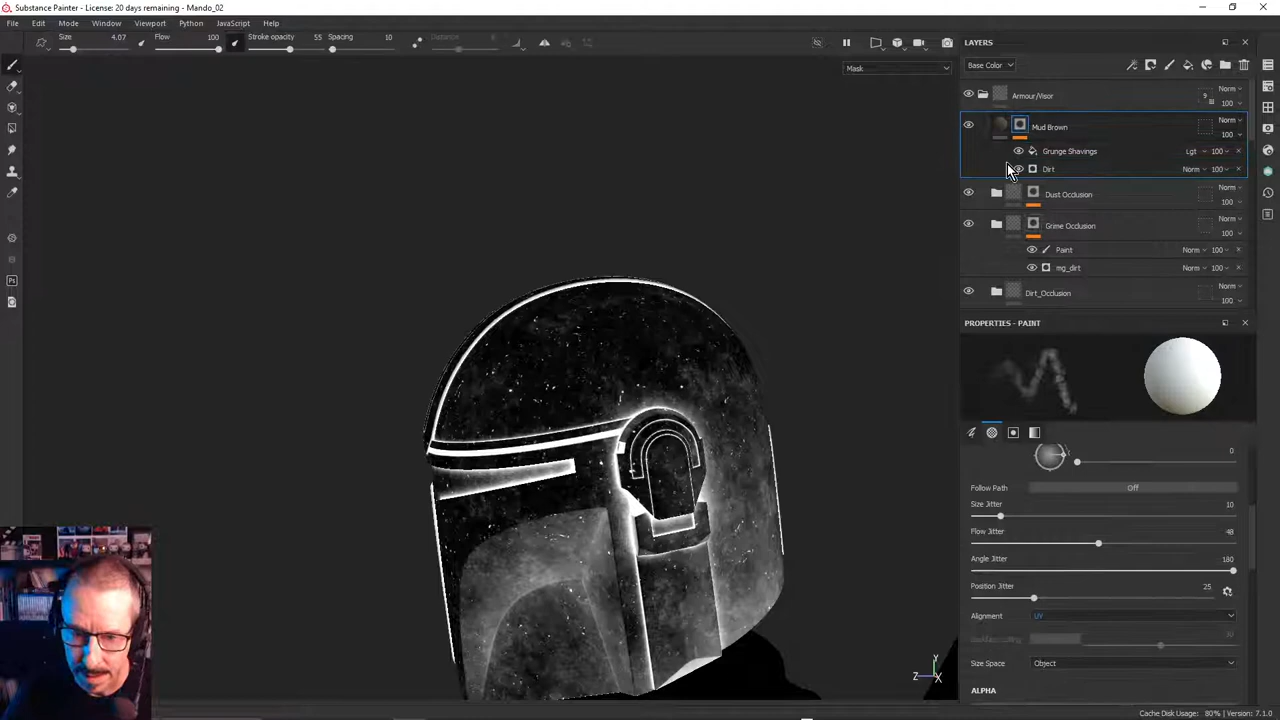 Substance Painter - License: 20 days remaining - Mando_02
File Edit Mode Viewport Python JavaScript Help
Size 4.07 Flow 100 Stroke opacity 55 Spacing 10
LAYERS
Mask
Base Color
Armour/Visor 9 Norm 100
Mud Brown Norm 100
Grunge Shavings Lgt 100
Dirt Norm 100
Dust Occlusion Norm 100
Grime Occlusion Norm 100
Paint Norm 100
mg_dirt Norm 100
Dirt_Occlusion Norm 100
PROPERTIES - PAINT
0
Follow Path Off
Size Jitter 10
Flow Jitter 48
Angle Jitter 180
Position Jitter 25
Alignment UV
Size Space Object
ALPHA
Y
Z X
Ps
Cache Disk Usage: 80% | Version: 7.1.0